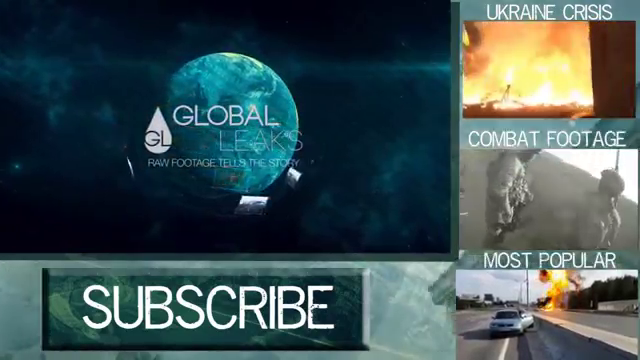 UKRAINE CRISIS
GLOBAL
GL LEAKS
RAW FOOTAGE TELLS THE STORY
COMBAT FOOTAGE
MOST POPULAR
SUBSCRIBE